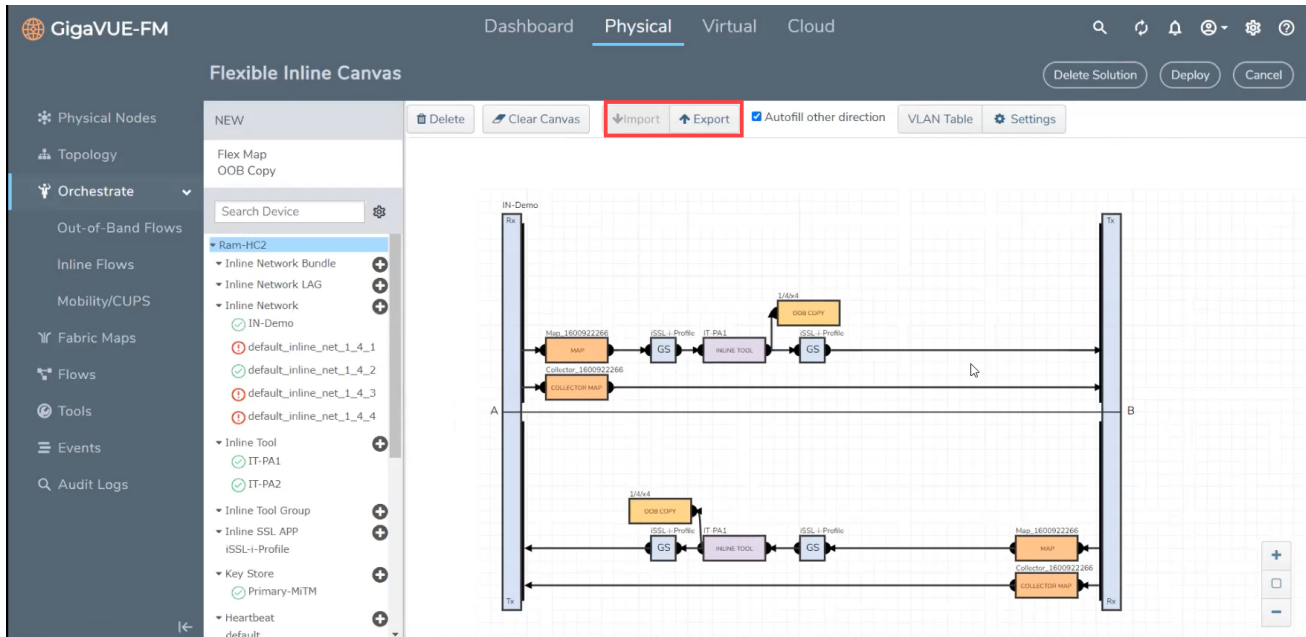 GigaVUE-FM
Dashboard Physical Virtual Cloud
Flexible Inline Canvas
Delete Solution Deploy Cancel
Physical Nodes
Topology
Orchestrate
Out-of-Band Flows
Inline Flows
Mobility/CUPS
Fabric Maps
Flows
Tools
Events
Audit Logs
NEW
Flex Map
OOB Copy
Search Device
Ram-HC2
Inline Network Bundle
Inline Network LAG
Inline Network
IN-Demo
default_inline_net_1_4_1
default_inline_net_1_4_2
default_inline_net_1_4_3
default_inline_net_1_4_4
Inline Tool
IT-PA1
IT-PA2
Inline Tool Group
Inline SSL APP
iSSL-i-Profile
Key Store
Primary-MiTM
Heartbeat
default
Delete Clear Canvas Import Export Autofill other direction VLAN Table Settings
IN-Demo
Rx Tx
1/4/x4
OOB COPY
Map_1600922266 iSSL-i-Profile IT-PA1 iSSL-i-Profile
MAP GS INLINE TOOL GS
Collector_1600922266
COLLECTOR MAP
A B
1/4/x4
OOB COPY
iSSL-i-Profile IT-PA1 iSSL-i-Profile Map_1600922266
GS INLINE TOOL GS MAP
Collector_1600922266
COLLECTOR MAP
Tx Rx